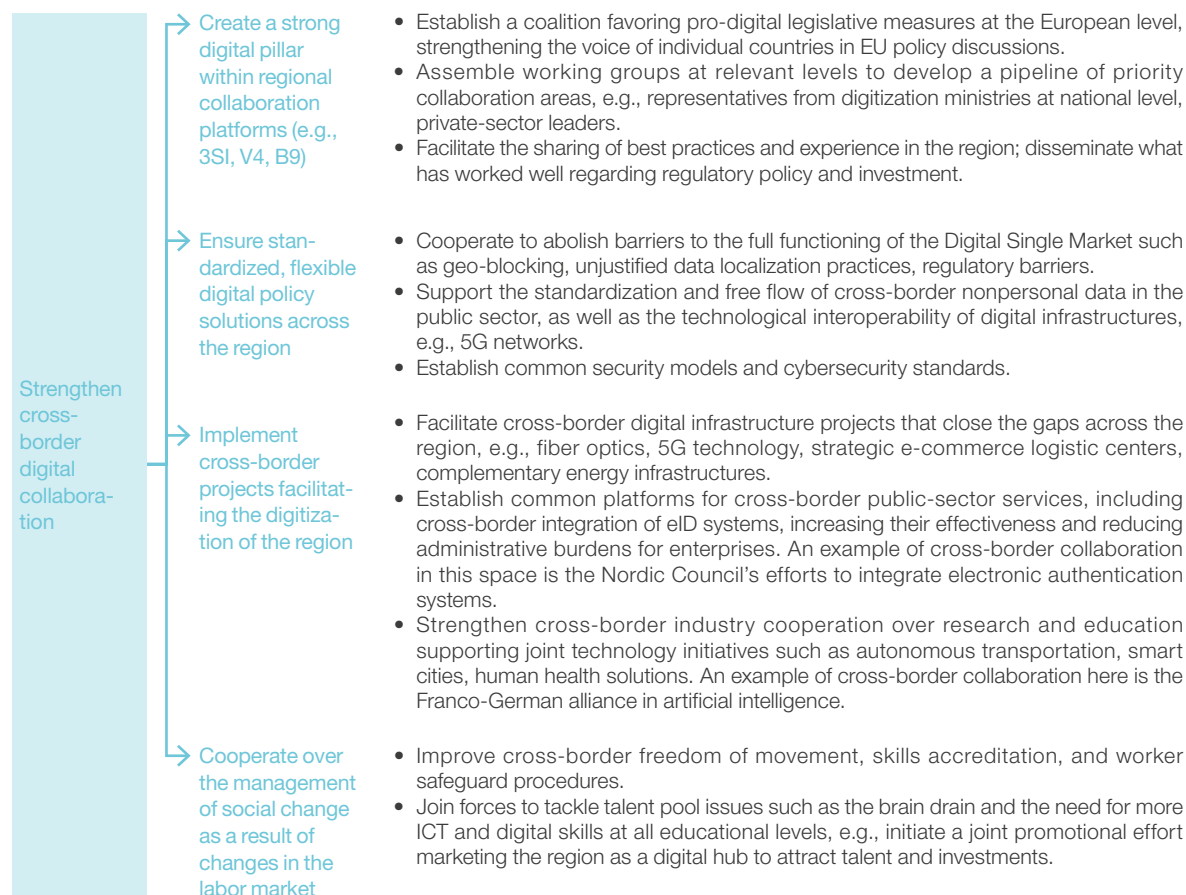 Strengthen
cross-
border
digital
collabora-
tion
Create a strong
digital pillar
within regional
collaboration
platforms (e.g.,
3SI, V4, B9)
• Establish a coalition favoring pro-digital legislative measures at the European level,
strengthening the voice of individual countries in EU policy discussions.
• Assemble working groups at relevant levels to develop a pipeline of priority
collaboration areas, e.g., representatives from digitization ministries at national level,
private-sector leaders.
• Facilitate the sharing of best practices and experience in the region; disseminate what
has worked well regarding regulatory policy and investment.
Ensure stan-
dardized, flexible
digital policy
solutions across
the region
• Cooperate to abolish barriers to the full functioning of the Digital Single Market such
as geo-blocking, unjustified data localization practices, regulatory barriers.
• Support the standardization and free flow of cross-border nonpersonal data in the
public sector, as well as the technological interoperability of digital infrastructures,
e.g., 5G networks.
• Establish common security models and cybersecurity standards.
Implement
cross-border
projects facilitat-
ing the digitiza-
tion of the region
• Facilitate cross-border digital infrastructure projects that close the gaps across the
region, e.g., fiber optics, 5G technology, strategic e-commerce logistic centers,
complementary energy infrastructures.
• Establish common platforms for cross-border public-sector services, including
cross-border integration of eID systems, increasing their effectiveness and reducing
administrative burdens for enterprises. An example of cross-border collaboration
in this space is the Nordic Council's efforts to integrate electronic authentication
systems.
• Strengthen cross-border industry cooperation over research and education
supporting joint technology initiatives such as autonomous transportation, smart
cities, human health solutions. An example of cross-border collaboration here is the
Franco-German alliance in artificial intelligence.
Cooperate over
the management
of social change
as a result of
changes in the
labor market
• Improve cross-border freedom of movement, skills accreditation, and worker
safeguard procedures.
• Join forces to tackle talent pool issues such as the brain drain and the need for more
ICT and digital skills at all educational levels, e.g., initiate a joint promotional effort
marketing the region as a digital hub to attract talent and investments.